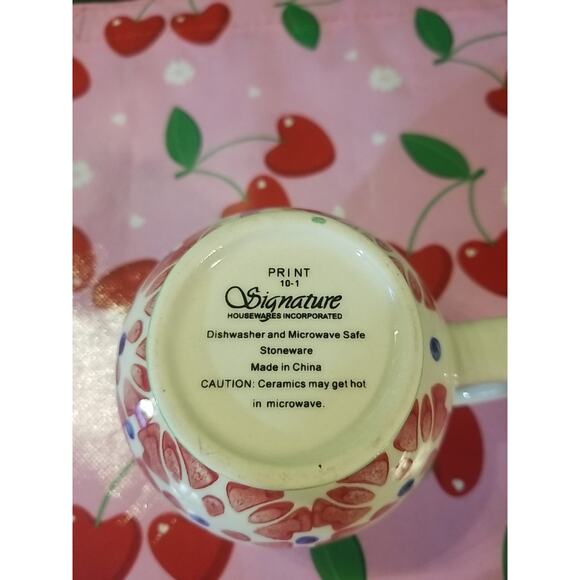 PRINT
10-1
Signature
HOUSEWARES INCORPORATED
Dishwasher and Microwave Safe
Stoneware
Made in China
CAUTION: Ceramics may get hot
in microwave.